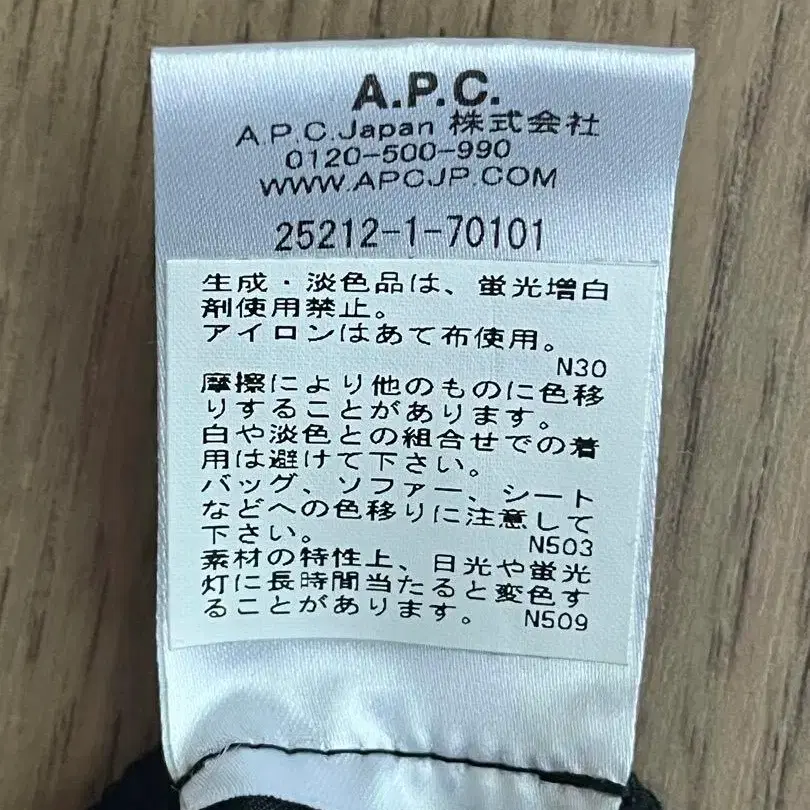 A.P.C.
A.P.C.Japan 株式会社
0120-500-990
WWW.APCJP.COM
25212-1-70101
生成・淡色品は、蛍光増白
剤使用禁止。
アイロンはあて布使用。
N30
摩擦により他のものに色移
りすることがあります。
白や淡色との組合せでの着
用は避けて下さい。
バッグ、ソファー、シート
などへの色移りに注意して
下さい。 N503
素材の特性上、日光や蛍光
灯に長時間当たると変色す
ることがあります。 N509